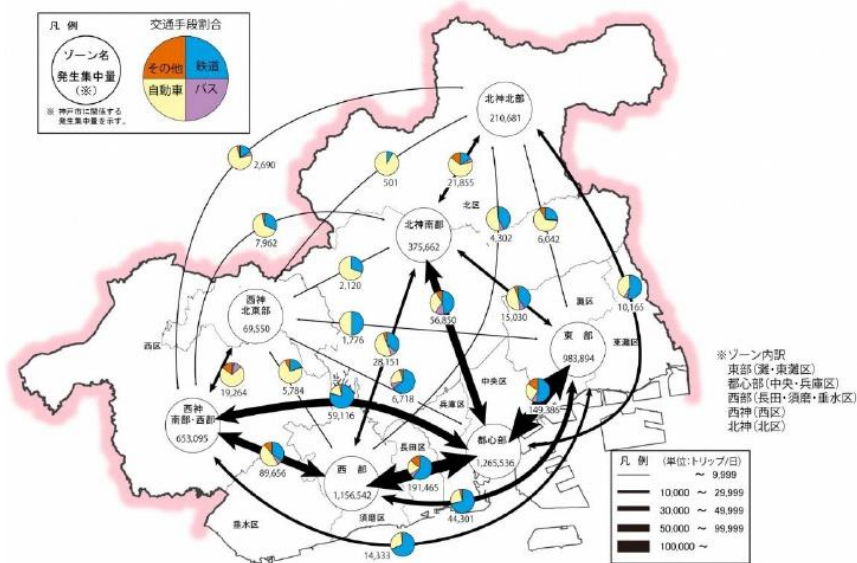 凡 例
交通手段割合
ゾーン名
発生集中量
(※)
その他
鉄道
自動車
バス
※ 神戸市に関係する
発生集中量を示す。
北神北部
210,681
2,690
501
21,855
北区
北神南部
375,662
4,302
6,042
7,962
2,120
10,165
西神
北東部
69,550
56,850
15,030
灘区
西区
1,776
28,151
東 部
983,894
東灘区
19,264
5,784
6,718
中央区
兵庫区
59,116
149,386
西神
南部・西部
653,095
長田区
都心部
1,265,536
89,656
西 部
1,156,542
191,465
44,301
須磨区
垂水区
14,333
※ゾーン内訳
東部(灘・東灘区)
都心部(中央・兵庫区)
西部(長田・須磨・垂水区)
西神(西区)
北神(北区)
凡 例 (単位:トリップ/日)
~ 9,999
10,000 ~ 29,999
30,000 ~ 49,999
50,000 ~ 99,999
100,000 ~